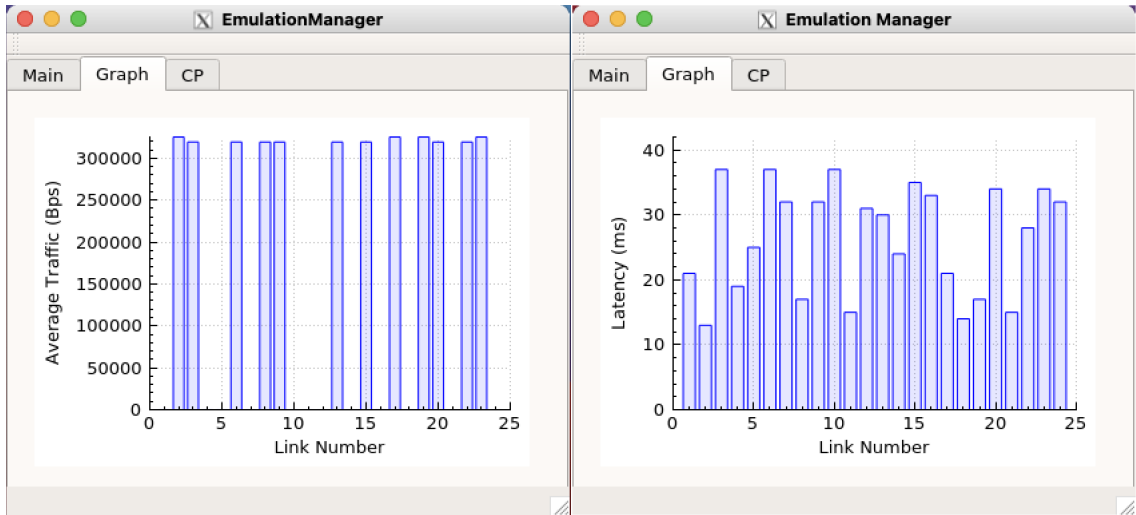 EmulationManager
Main Graph CP
Average Traffic (Bps)
300000
250000
200000
150000
100000
50000
0
0 5 10 15 20 25
Link Number
Emulation Manager
Main Graph CP
Latency (ms)
40
30
20
10
0
0 5 10 15 20 25
Link Number